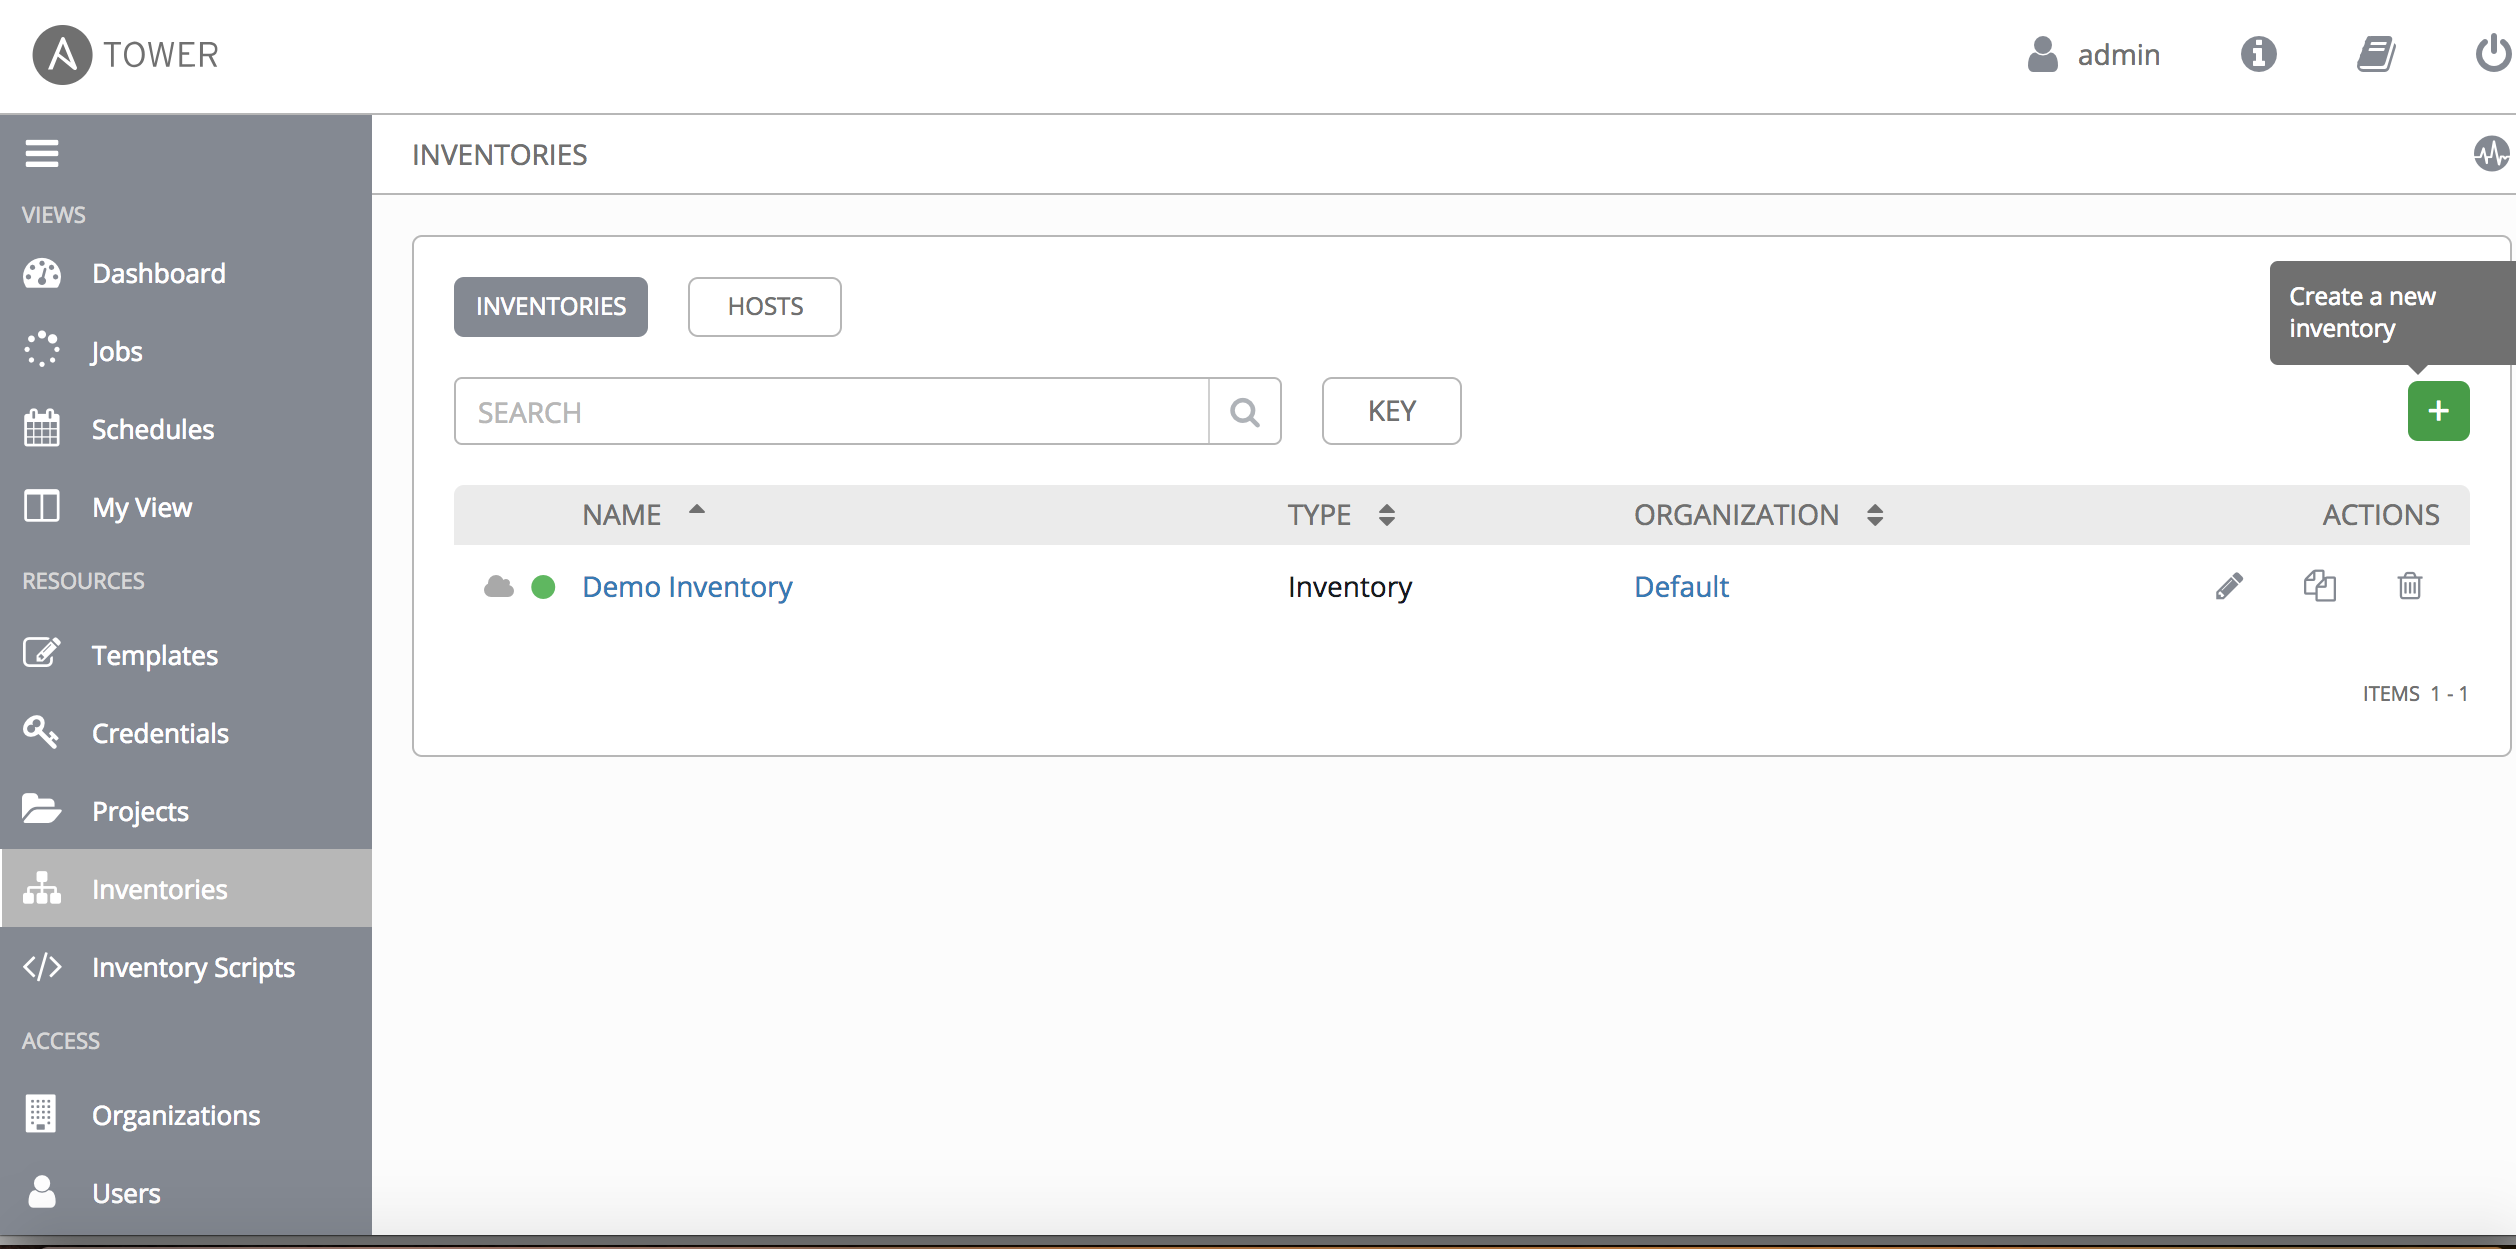 TOWER
admin
VIEWS
Dashboard
Jobs
Schedules
My View
RESOURCES
Templates
Credentials
Projects
Inventories
Inventory Scripts
ACCESS
Organizations
Users
INVENTORIES
INVENTORIES HOSTS
Create a new
inventory
SEARCH KEY
+
NAME TYPE ORGANIZATION ACTIONS
Demo Inventory Inventory Default
ITEMS 1 - 1